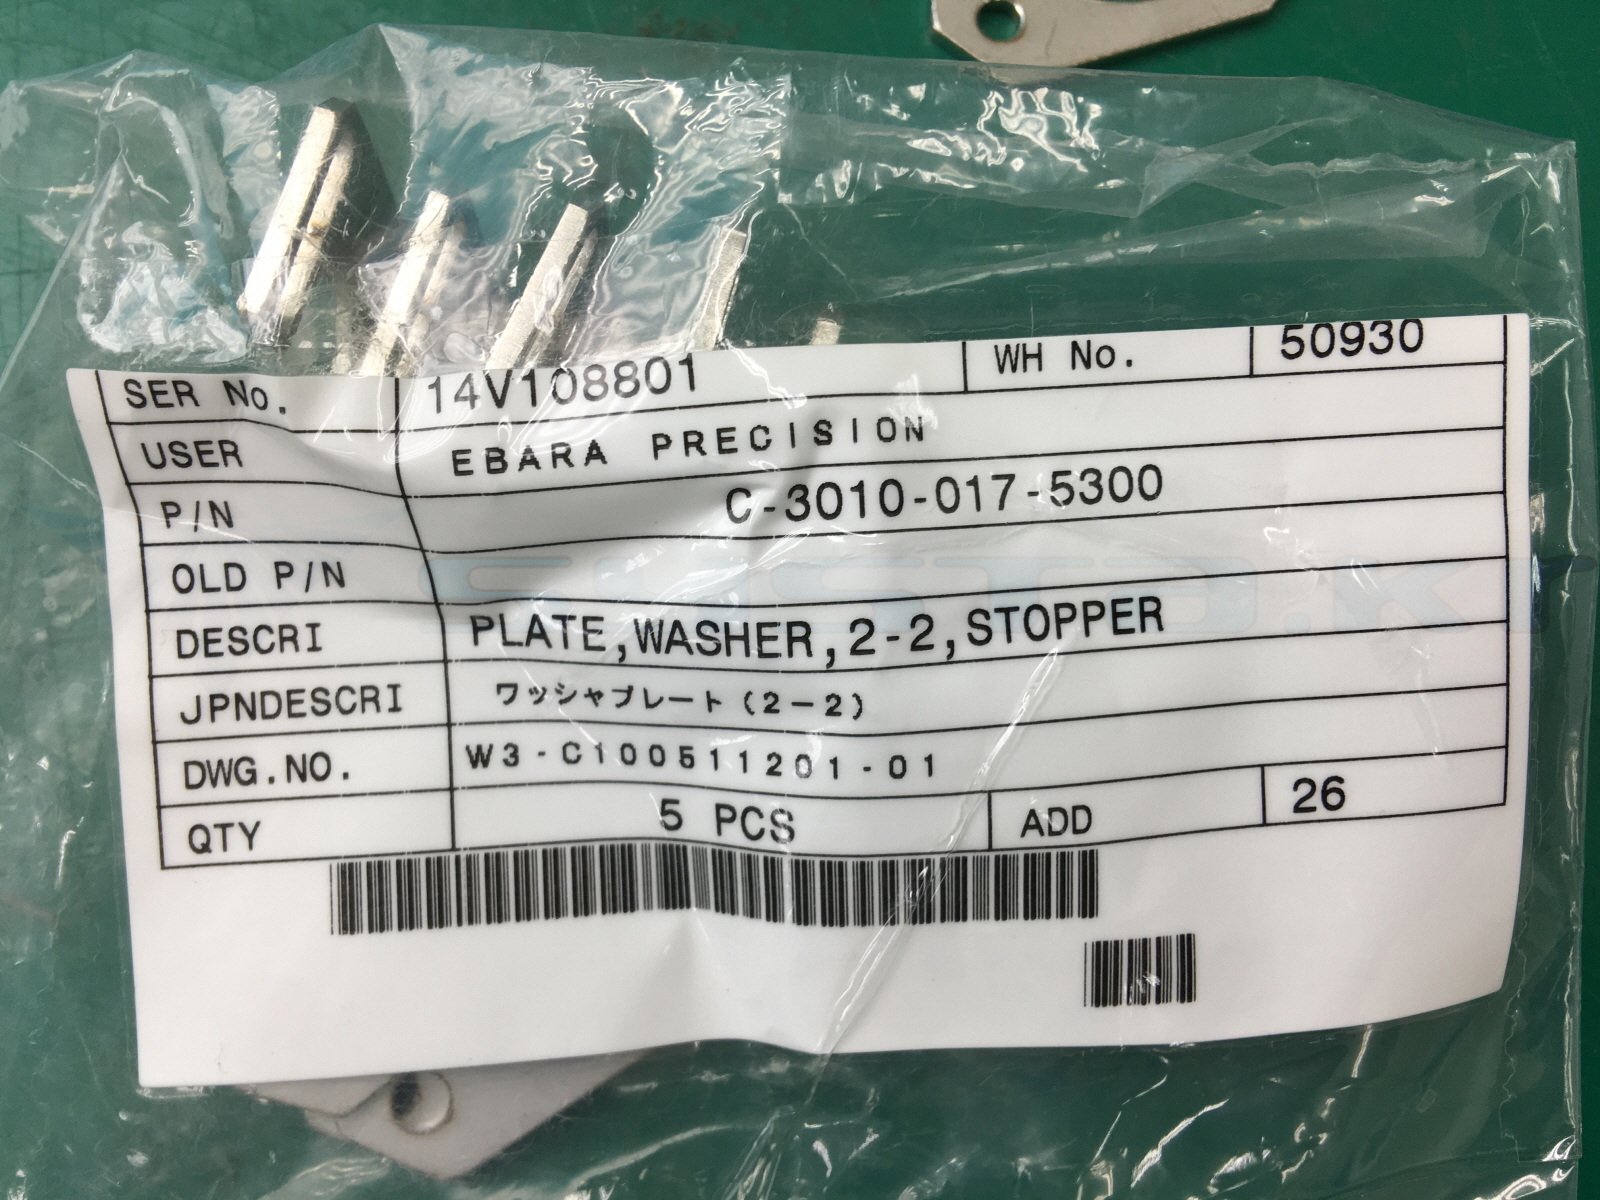 SER No. 14V108801 WH No. 50930
USER EBARA PRECISION
P/N C-3010-017-5300
OLD P/N
DESCRI PLATE,WASHER,2-2,STOPPER
JPNDESCRI ワッシャプレート(2−2)
DWG.NO. W3-C100511201-01
QTY 5 PCS ADD 26